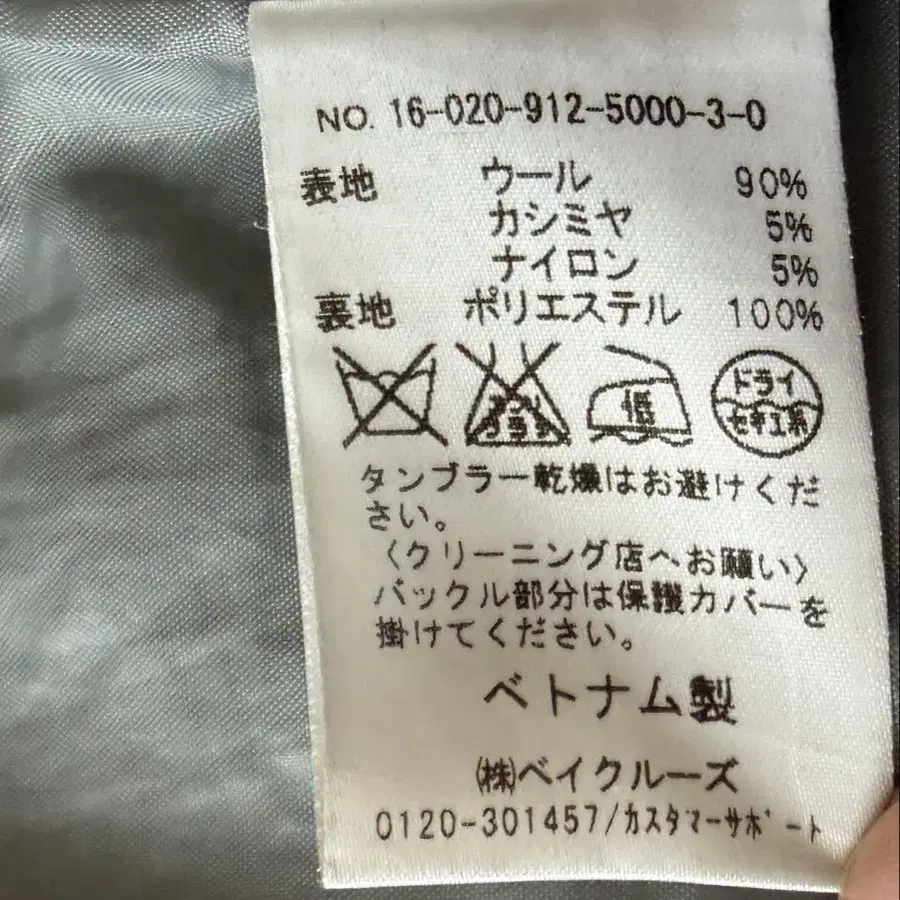 NO. 16-020-912-5000-3-0
表地 ウール 90%
カシミヤ 5%
ナイロン 5%
裏地 ポリエステル 100%
低
ドライ
セキユ系
タンブラー乾燥はお避けくだ
さい。
〈クリーニング店へお願い〉
バックル部分は保護カバーを
掛けてください。
ベトナム製
㈱ベイクルーズ
0120-301457/カスタマーサポート